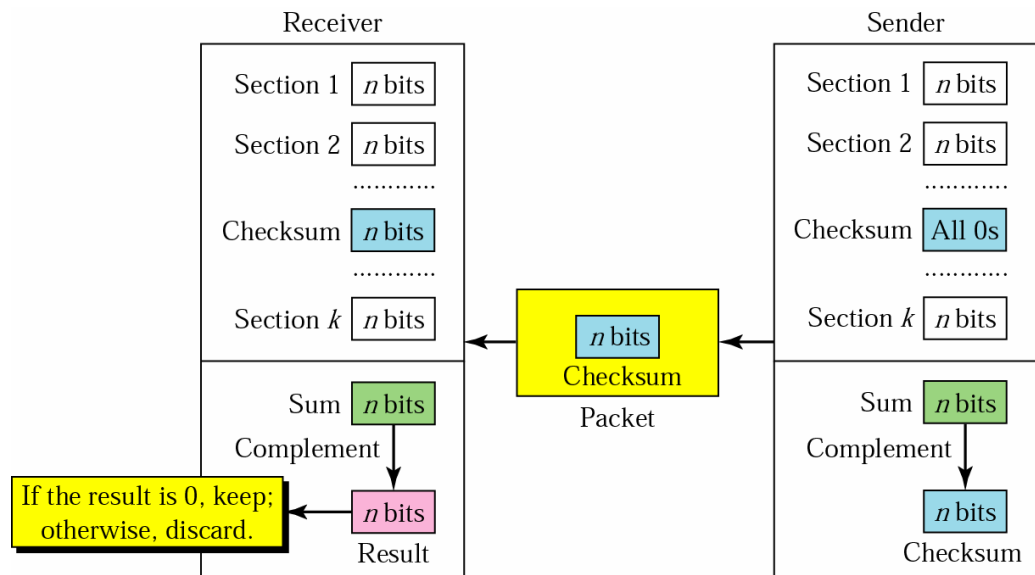 Receiver
Section 1 n bits
Section 2 n bits
............
Checksum n bits
............
Section k n bits
Sum n bits
Complement
n bits
Result
If the result is 0, keep;
otherwise, discard.
n bits
Checksum
Packet
Sender
Section 1 n bits
Section 2 n bits
............
Checksum All 0s
............
Section k n bits
Sum n bits
Complement
n bits
Checksum